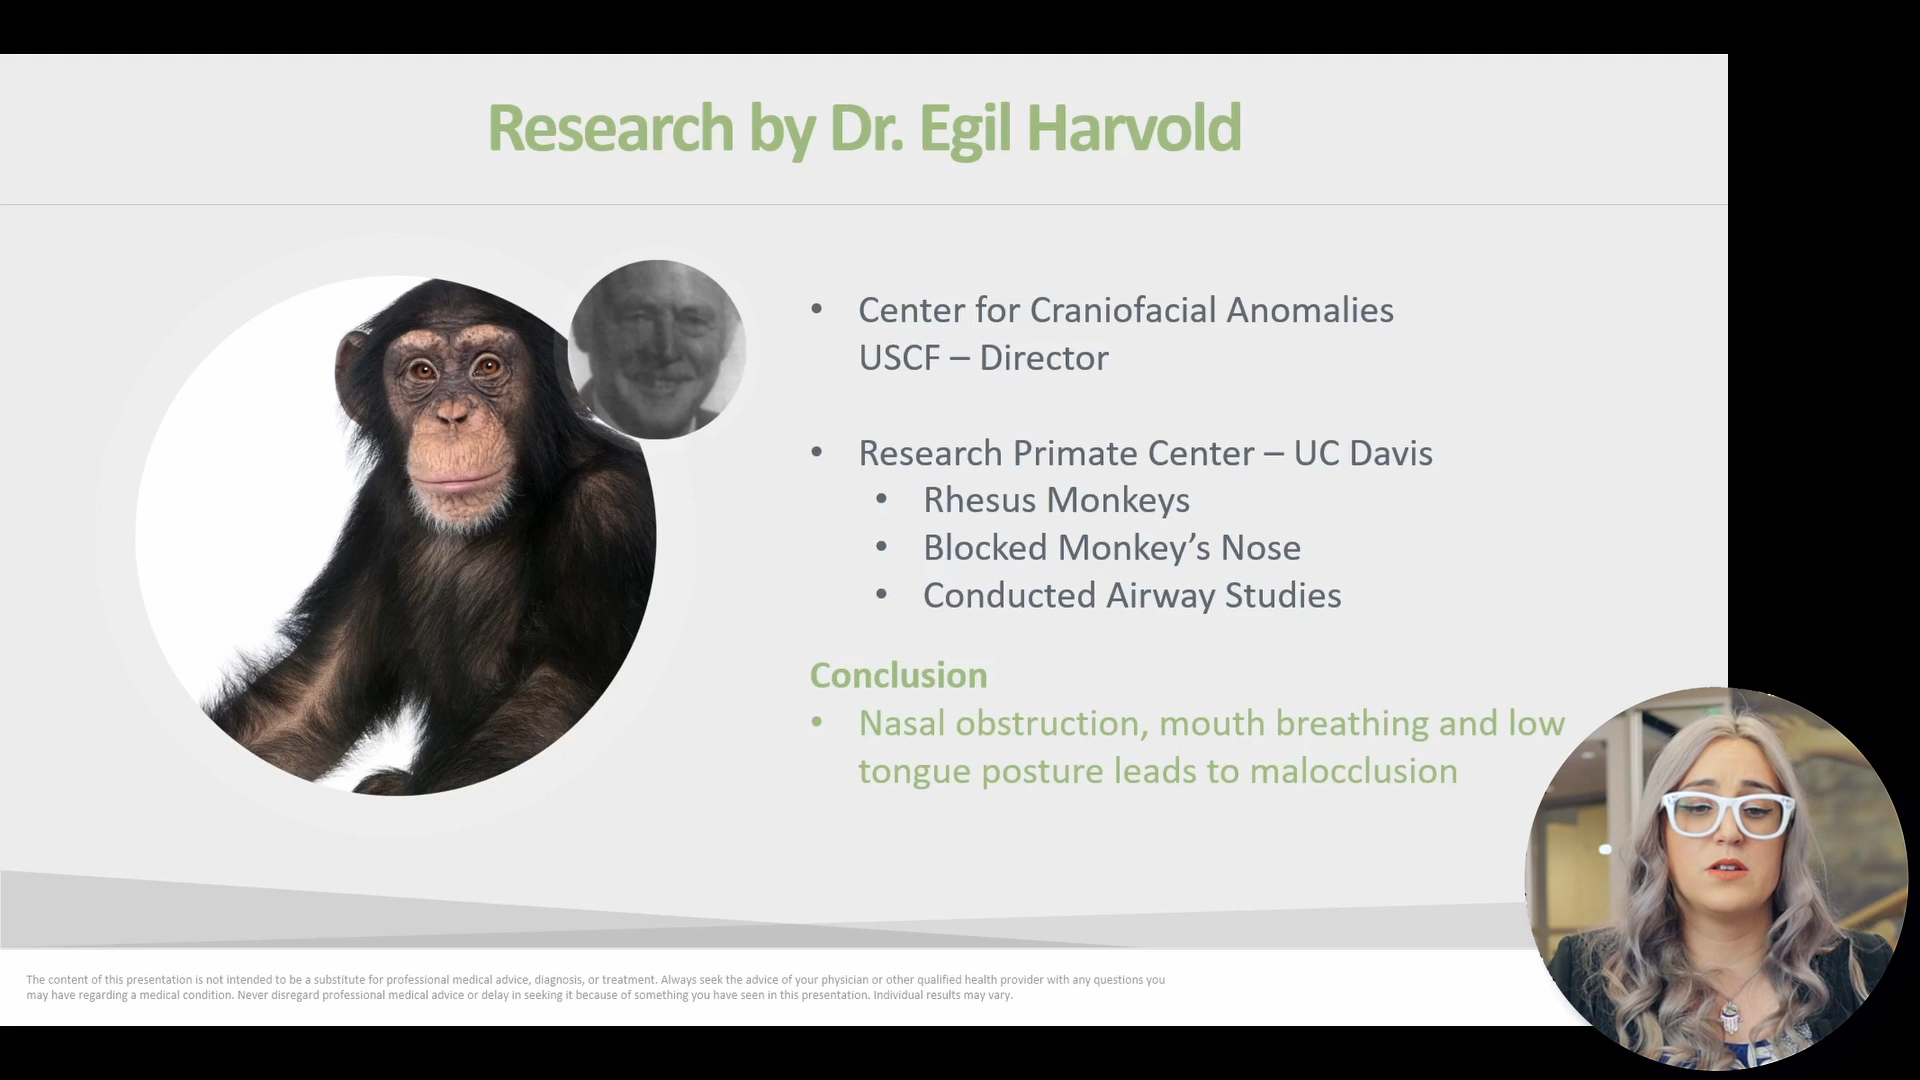 Research by Dr. Egil Harvold
• Center for Craniofacial Anomalies
USCF – Director
• Research Primate Center – UC Davis
• Rhesus Monkeys
• Blocked Monkey’s Nose
• Conducted Airway Studies
Conclusion
• Nasal obstruction, mouth breathing and low
tongue posture leads to malocclusion
The content of this presentation is not intended to be a substitute for professional medical advice, diagnosis, or treatment. Always seek the advice of your physician or other qualified health provider with any questions you
may have regarding a medical condition. Never disregard professional medical advice or delay in seeking it because of something you have seen in this presentation. Individual results may vary.